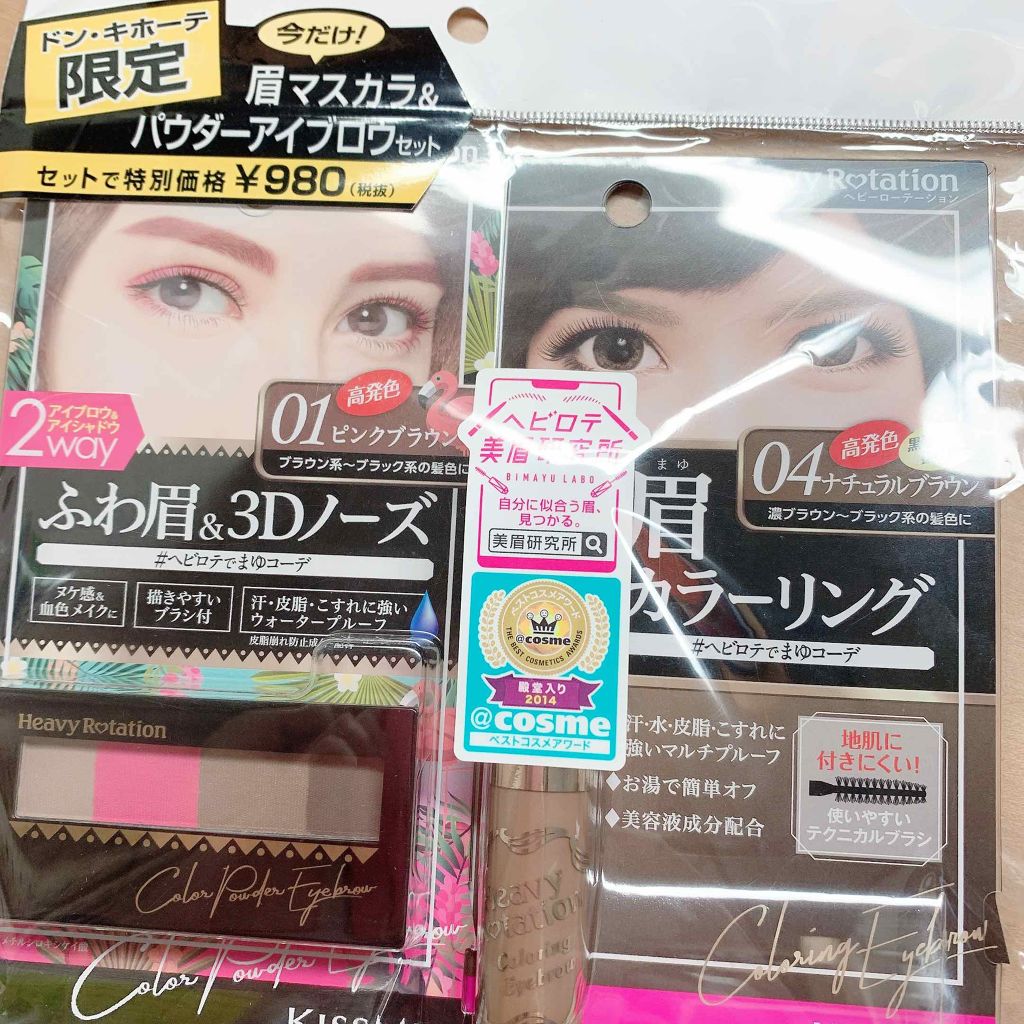 ドン・キホーテ
限定
今だけ!
眉マスカラ&
パウダーアイブロウセット
セットで特別価格 ¥980(税抜)
2way
アイブロウ&
アイシャドウ
高発色
01 ピンクブラウン
ブラウン系~ブラック系の髪色に
ふわ眉&3Dノーズ
#ヘビロテでまゆコーデ
ヌケ感&
血色メイクに
描きやすい
ブラシ付
汗・皮脂・こすれに強い
ウォータープルーフ
Heavy Rotation
Color Powder Eyebrow
Color Powder
ヘビロテ
美眉研究所
BIMAYU LABO
自分に似合う眉、
見つかる。
美眉研究所
ベストコスメアワード
@cosme
THE BEST COSMETICS AWARDS
殿堂入り
2014
@cosme
ベストコスメアワード
Heavy Rotation
Coloring
Eyebrow
Heavy Rotation
ヘビーローテーション
高発色
04 ナチュラルブラウン
濃ブラウン~ブラック系の髪色に
まゆ
眉
カラーリング
#ヘビロテでまゆコーデ
汗・水・皮脂・こすれに
強いマルチプルーフ
◆お湯で簡単オフ
◆美容液成分配合
地肌に
付きにくい!
使いやすい
テクニカルブラシ
Coloring Eyebrow